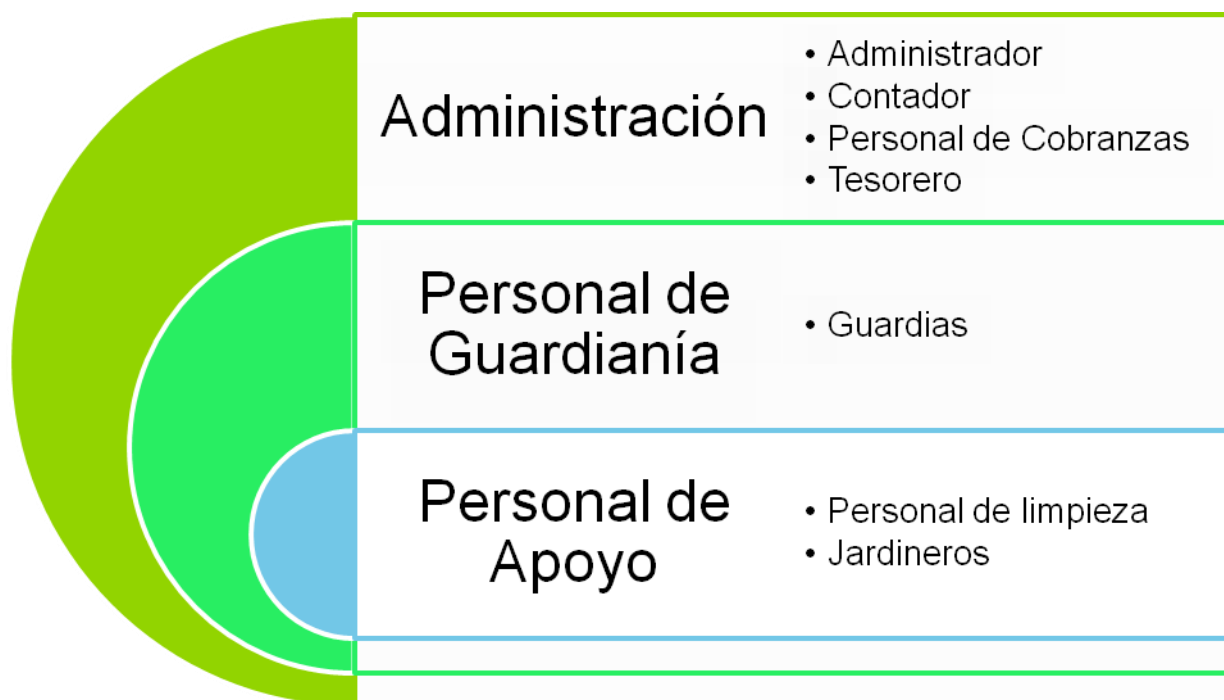 Administración
• Administrador
• Contador
• Personal de Cobranzas
• Tesorero
Personal de
Guardianía
• Guardias
Personal de
Apoyo
• Personal de limpieza
• Jardineros